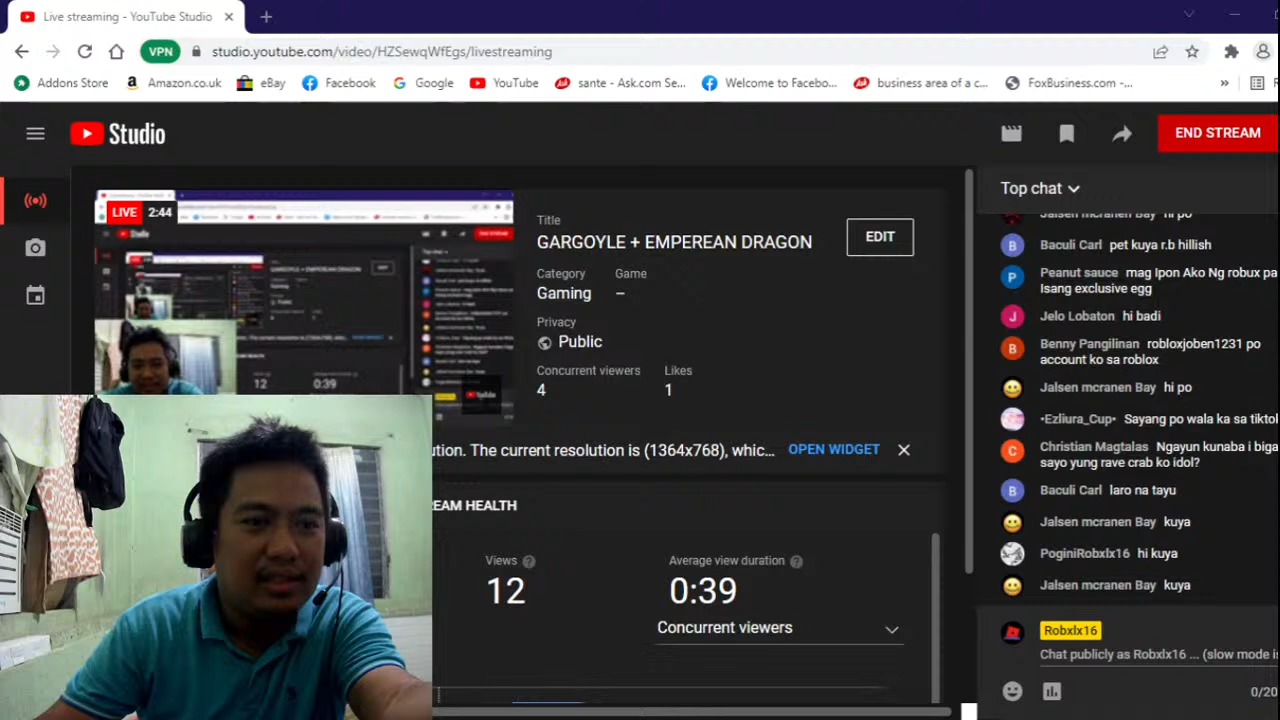 Live streaming - YouTube Studio
studio.youtube.com/video/HZSewqWfEgs/livestreaming
VPN
Addons Store
Amazon.co.uk
eBay
Facebook
Google
YouTube
sante - Ask.com Se...
Welcome to Facebo...
business area of a c...
FoxBusiness.com -...
Studio
END STREAM
LIVE 2:44
Title
GARGOYLE + EMPEREAN DRAGON
EDIT
Category
Game
Gaming
–
Privacy
Public
Concurrent viewers
Likes
4
1
ution. The current resolution is (1364x768), whic...
OPEN WIDGET
EAM HEALTH
Views
Average view duration
12
0:39
Concurrent viewers
Top chat
Jalsen mcranen Bay hi po
Baculi Carl pet kuya r.b hillish
Peanut sauce mag Ipon Ako Ng robux pa
Isang exclusive egg
Jelo Lobaton hi badi
Benny Pangilinan robloxjoben1231 po
account ko sa roblox
Jalsen mcranen Bay hi po
•Ezliura_Cup• Sayang po wala ka sa tiktol
Christian Magtalas Ngayun kunaba i biga
sayo yung rave crab ko idol?
Baculi Carl laro na tayu
Jalsen mcranen Bay kuya
PoginiRobxlx16 hi kuya
Jalsen mcranen Bay kuya
Robxlx16
Chat publicly as Robxlx16 ... (slow mode is
0/20